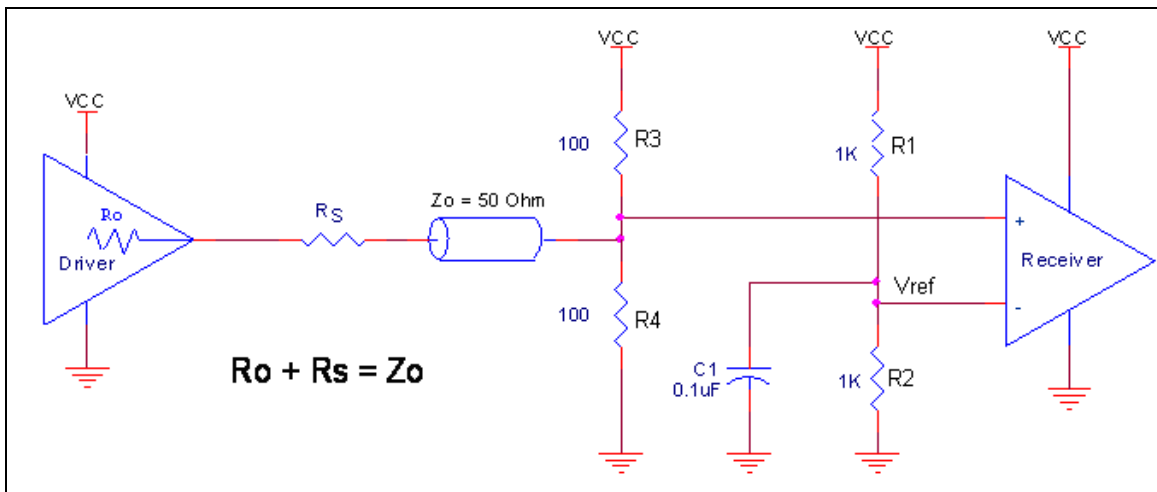 VCC
VCC
VCC
VCC
R3
100
R1
1K
Zo = 50 Ohm
Ro
RS
+
Driver
Receiver
Vref
-
100
R4
Ro + Rs = Zo
C1
0.1uF
1K
R2